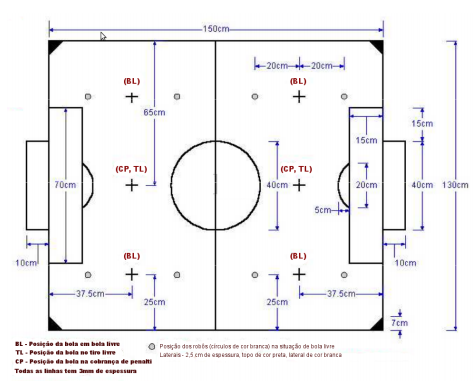 150cm
20cm 20cm
(BL) (BL)
65cm
15cm
15cm
(CP, TL) (CP, TL)
70cm 40cm 20cm 40cm 130cm
5cm
(BL) (BL)
10cm 10cm
37.5cm 37.5cm
25cm 25cm
7cm
BL - Posição da bola em bola livre
TL - Posição da bola no tiro livre
CP - Posição da bola na cobrança de penalti
Todas as linhas tem 3mm de espessura
Posição dos robôs (círculos de cor branca) na situação de bola livre
Laterais - 2,5 cm de espessura, topo de cor preta, lateral de cor branca